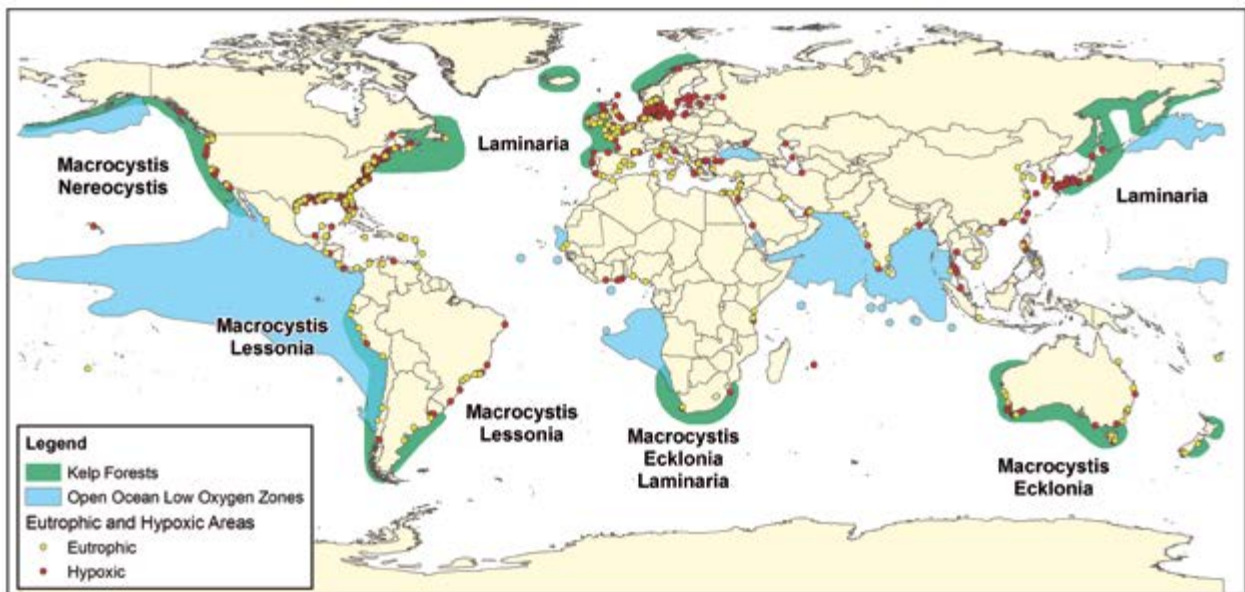 Laminaria
Macrocystis
Nereocystis
Laminaria
Macrocystis
Lessonia
Macrocystis
Lessonia
Macrocystis
Ecklonia
Laminaria
Macrocystis
Ecklonia
Legend
Kelp Forests
Open Ocean Low Oxygen Zones
Eutrophic and Hypoxic Areas
Eutrophic
Hypoxic